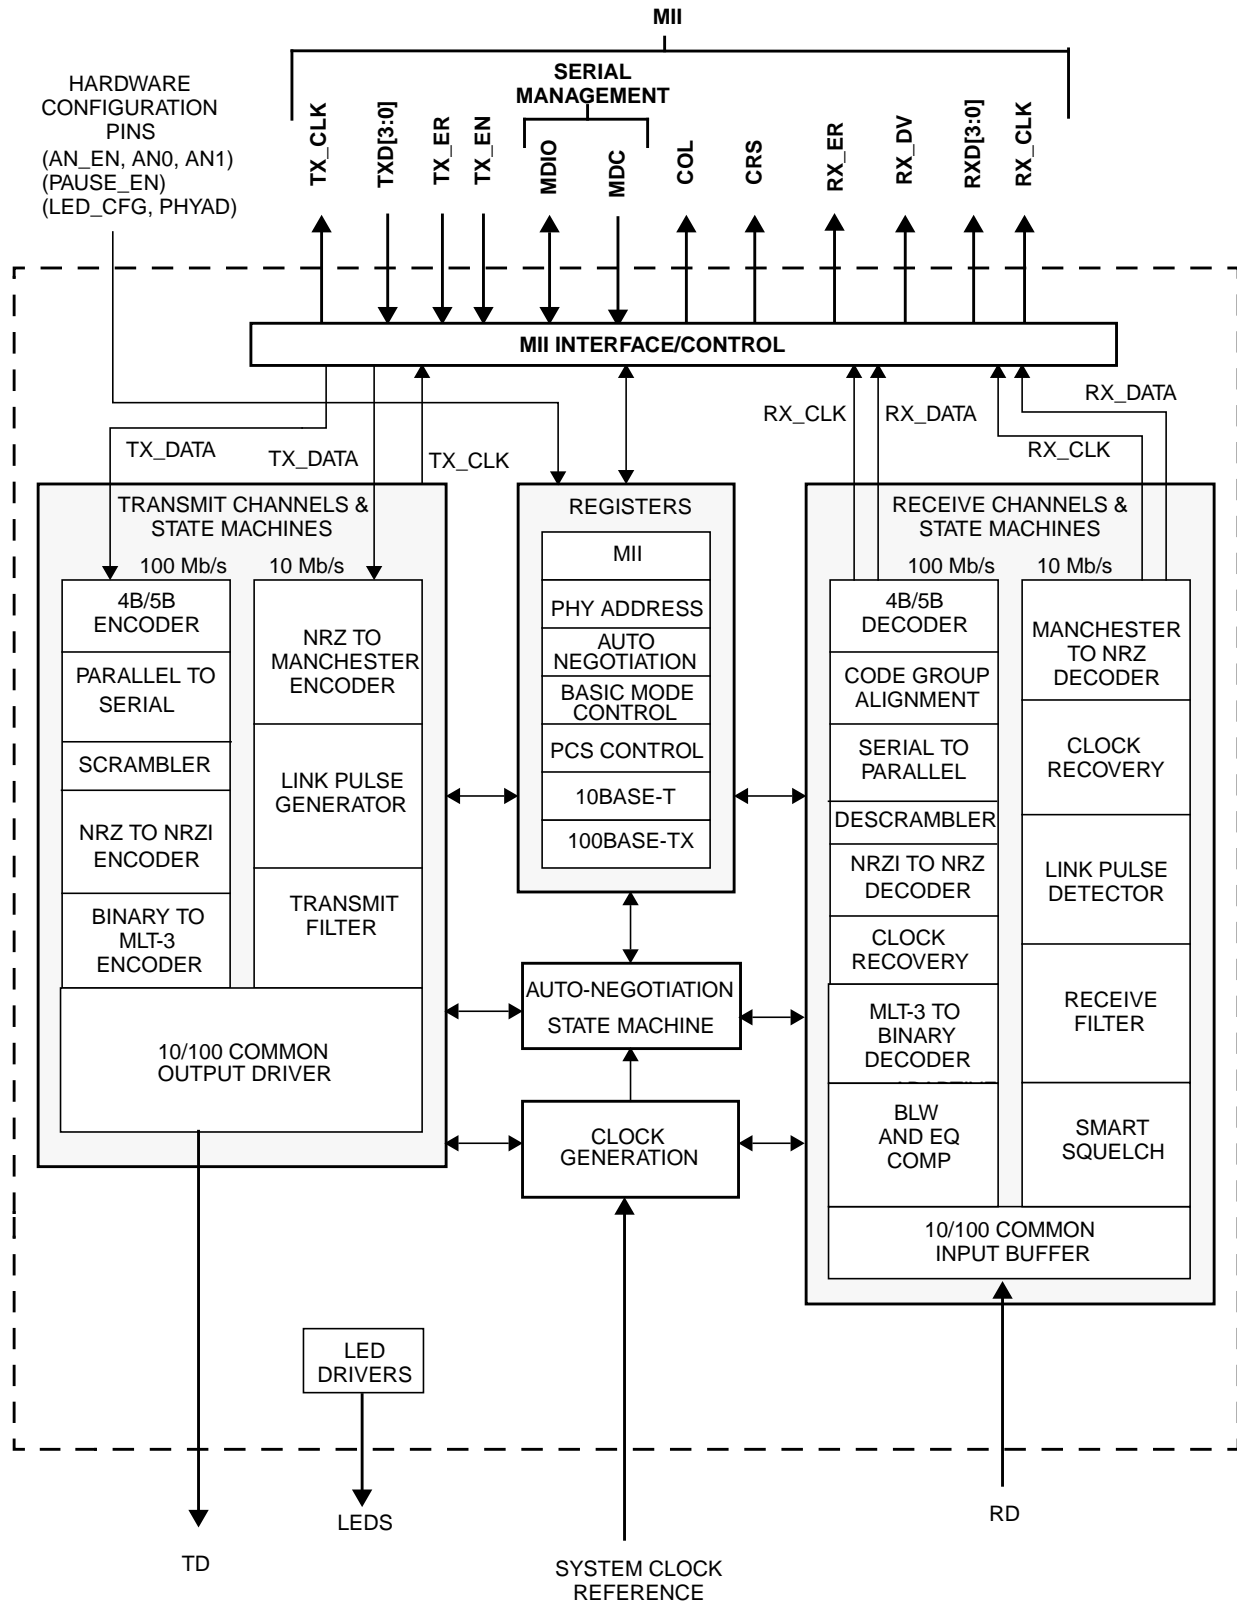 MII
SERIAL
MANAGEMENT
HARDWARE
CONFIGURATION
PINS
(AN_EN, AN0, AN1)
(PAUSE_EN)
(LED_CFG, PHYAD)
TX_CLK
TXD[3:0]
TX_ER
TX_EN
MDIO
MDC
COL
CRS
RX_ER
RX_DV
RXD[3:0]
RX_CLK
MII INTERFACE/CONTROL
TX_DATA
TX_DATA
TX_CLK
RX_CLK
RX_DATA
RX_CLK
RX_DATA
TRANSMIT CHANNELS &
STATE MACHINES
100 Mb/s
10 Mb/s
4B/5B
ENCODER
PARALLEL TO
SERIAL
SCRAMBLER
NRZ TO NRZI
ENCODER
BINARY TO
MLT-3
ENCODER
NRZ TO
MANCHESTER
ENCODER
LINK PULSE
GENERATOR
TRANSMIT
FILTER
10/100 COMMON
OUTPUT DRIVER
REGISTERS
MII
PHY ADDRESS
AUTO
NEGOTIATION
BASIC MODE
CONTROL
PCS CONTROL
10BASE-T
100BASE-TX
AUTO-NEGOTIATION
STATE MACHINE
CLOCK
GENERATION
RECEIVE CHANNELS &
STATE MACHINES
100 Mb/s
10 Mb/s
4B/5B
DECODER
CODE GROUP
ALIGNMENT
SERIAL TO
PARALLEL
DESCRAMBLER
NRZI TO NRZ
DECODER
CLOCK
RECOVERY
MLT-3 TO
BINARY
DECODER
BLW
AND EQ
COMP
MANCHESTER
TO NRZ
DECODER
CLOCK
RECOVERY
LINK PULSE
DETECTOR
RECEIVE
FILTER
SMART
SQUELCH
10/100 COMMON
INPUT BUFFER
LED
DRIVERS
LEDS
TD
SYSTEM CLOCK
REFERENCE
RD